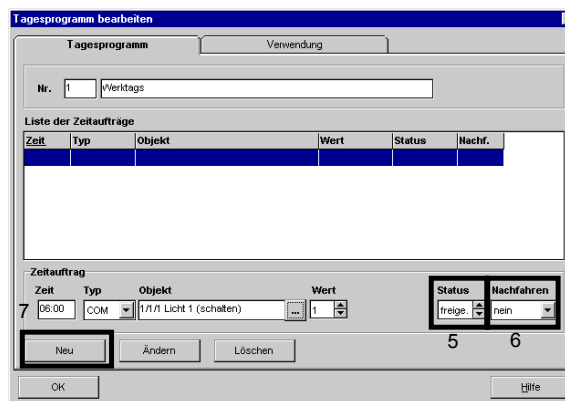 Tagesprogramm bearbeiten
Tagesprogramm Verwendung
Nr. 1 Werktags
Liste der Zeitaufträge
Zeit Typ Objekt Wert Status Nachf.
Zeitauftrag
Zeit Typ Objekt Wert Status Nachfahren
7 06:00 COM 1/1/1 Licht 1 (schalten) ... 1 freige. nein
5 6
Neu Ändern Löschen
OK Hilfe